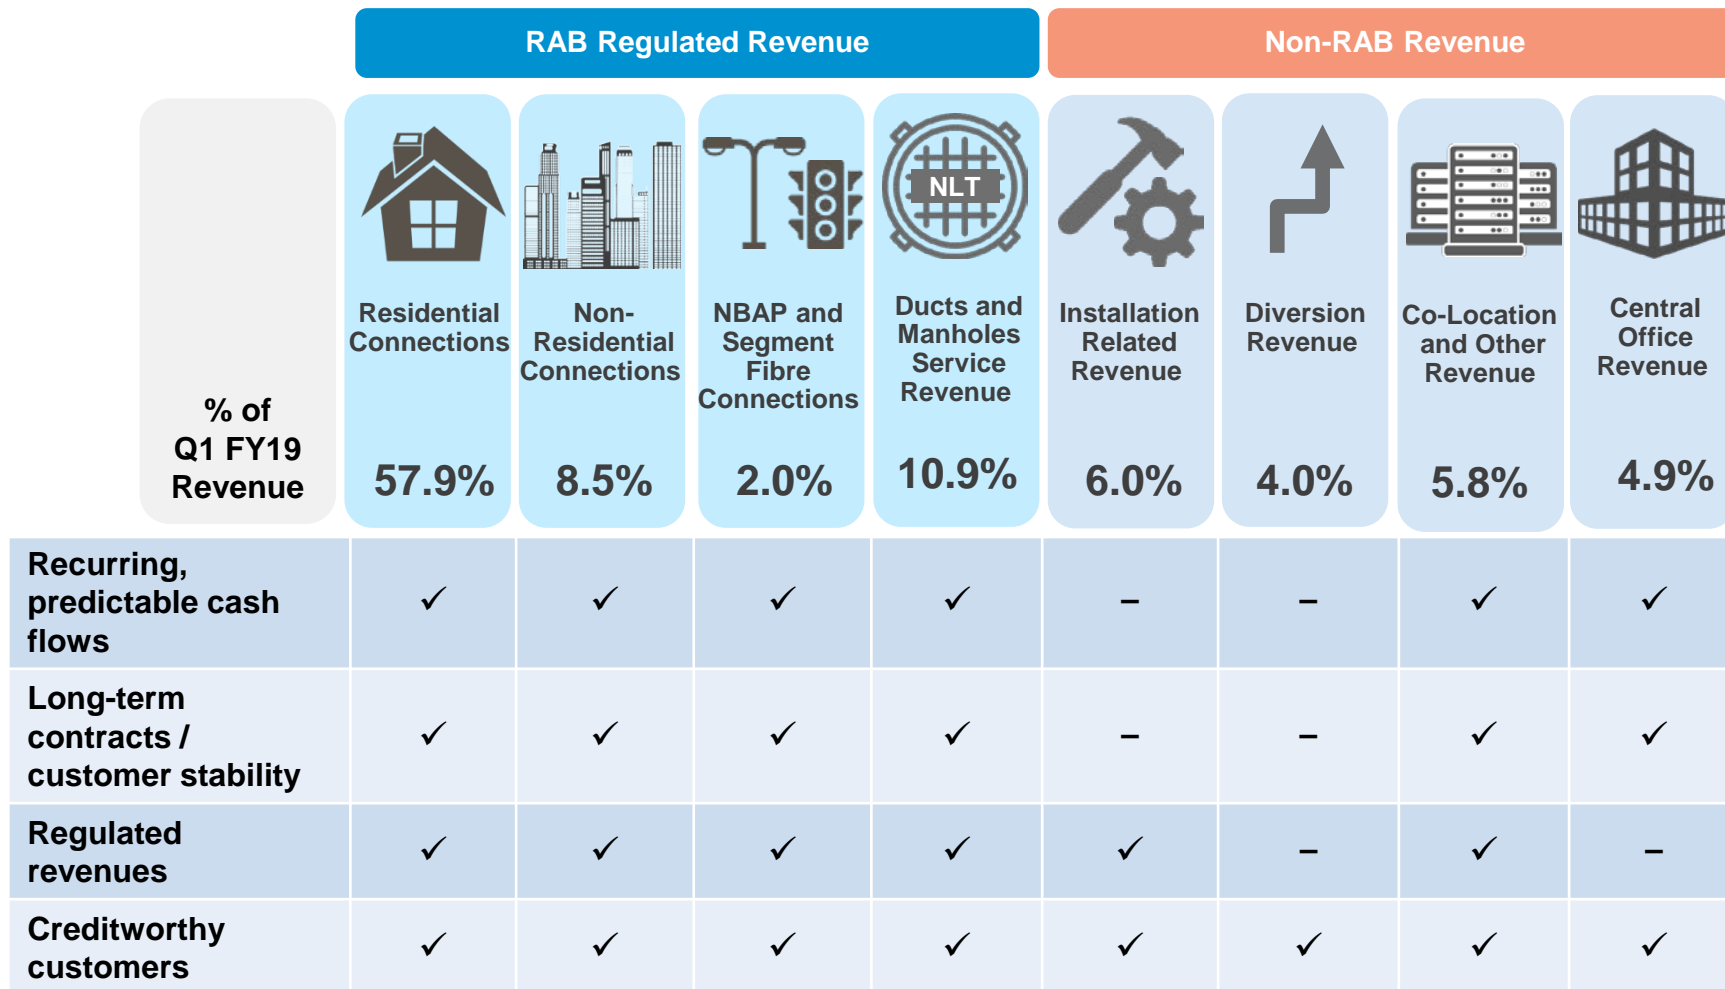 RAB Regulated Revenue
Non-RAB Revenue
NLT
Residential
Connections
Non-
Residential
Connections
NBAP and
Segment
Fibre
Connections
Ducts and
Manholes
Service
Revenue
Installation
Related
Revenue
Diversion
Revenue
Co-Location
and Other
Revenue
Central
Office
Revenue
% of
Q1 FY19
Revenue
57.9%
8.5%
2.0%
10.9%
6.0%
4.0%
5.8%
4.9%
Recurring,
predictable cash
flows
✓ ✓ ✓ ✓ – – ✓ ✓
Long-term
contracts /
customer stability
✓ ✓ ✓ ✓ – – ✓ ✓
Regulated
revenues
✓ ✓ ✓ ✓ ✓ – ✓ –
Creditworthy
customers
✓ ✓ ✓ ✓ ✓ ✓ ✓ ✓